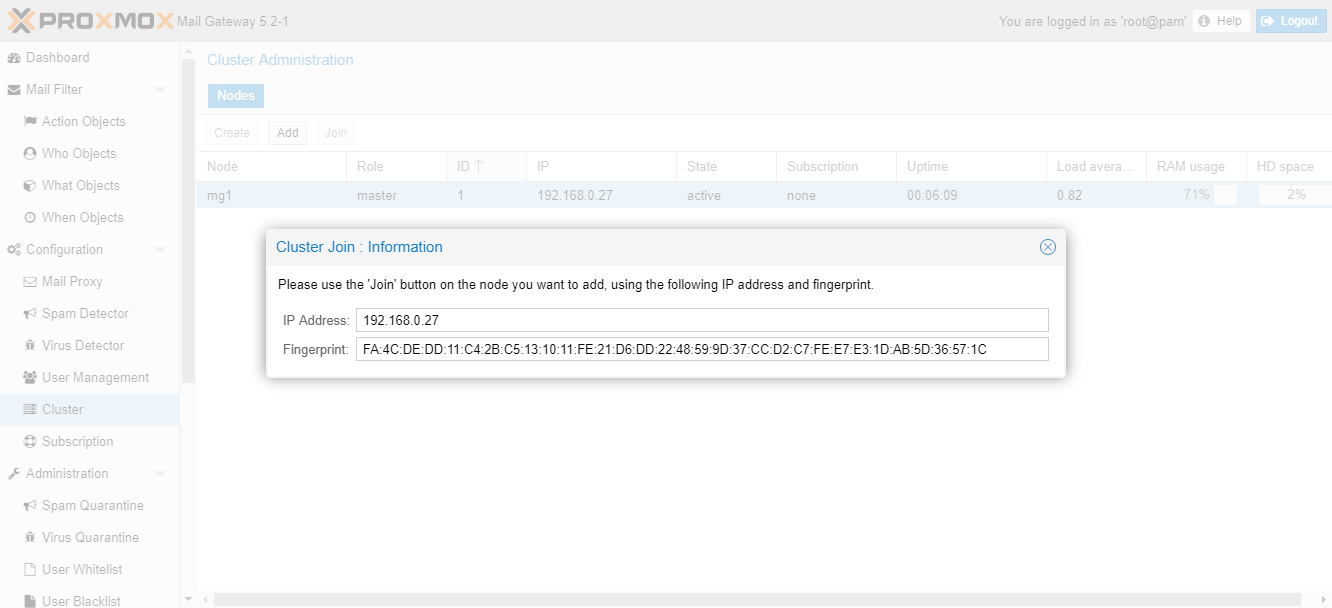 PROXMOX Mail Gateway 5.2-1
You are logged in as 'root@pam' Help Logout
Dashboard
Mail Filter
Action Objects
Who Objects
What Objects
When Objects
Configuration
Mail Proxy
Spam Detector
Virus Detector
User Management
Cluster
Subscription
Administration
Spam Quarantine
Virus Quarantine
User Whitelist
User Blacklist
Cluster Administration
Nodes
Create Add Join
Node Role ID IP State Subscription Uptime Load avera... RAM usage HD space
mg1 master 1 192.168.0.27 active none 00:06:09 0.82 71% 2%
Cluster Join : Information
Please use the 'Join' button on the node you want to add, using the following IP address and fingerprint.
IP Address: 192.168.0.27
Fingerprint: FA:4C:DE:DD:11:C4:2B:C5:13:10:11:FE:21:D6:DD:22:48:59:9D:37:CC:D2:C7:FE:E7:E3:1D:AB:5D:36:57:1C